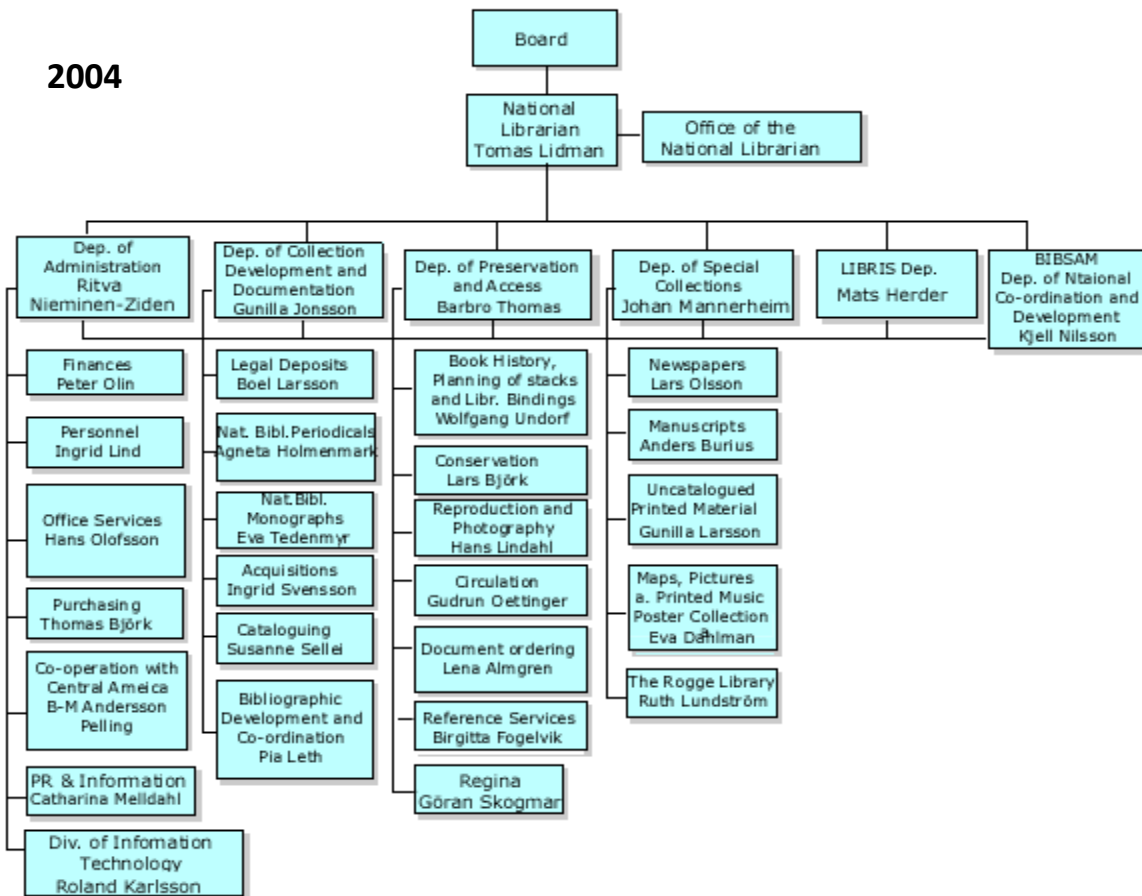 2004
Board
National
Librarian
Tomas Lidman
Office of the
National Librarian
Dep. of
Administration
Ritva
Nieminen-Ziden
Dep. of Collection
Development and
Documentation
Gunilla Jonsson
Dep. of Preservation
and Access
Barbro Thomas
Dep. of Special
Collections
Johan Mannerheim
LIBRIS Dep.
Mats Herder
BIBSAM
Dep. of Ntaional
Co-ordination and
Development
Kjell Nilsson
Finances
Peter Olin
Personnel
Ingrid Lind
Office Services
Hans Olofsson
Purchasing
Thomas Björk
Co-operation with
Central Ameica
B-M Andersson
Pelling
PR & Information
Catharina Melldahl
Div. of Infomation
Technology
Roland Karlsson
Legal Deposits
Boel Larsson
Nat. Bibl.Periodicals
Agneta Holmenmark
Nat.Bibl.
Monographs
Eva Tedenmyr
Acquisitions
Ingrid Svensson
Cataloguing
Susanne Sellei
Bibliographic
Development and
Co-ordination
Pia Leth
Book History,
Planning of stacks
and Libr. Bindings
Wolfgang Undorf
Conservation
Lars Björk
Reproduction and
Photography
Hans Lindahl
Circulation
Gudrun Oettinger
Document ordering
Lena Almgren
Reference Services
Birgitta Fogelvik
Regina
Göran Skogmar
Newspapers
Lars Olsson
Manuscripts
Anders Burius
Uncatalogued
Printed Material
Gunilla Larsson
Maps, Pictures
a. Printed Music
Poster Collection
a
Eva Dahlman
The Rogge Library
Ruth Lundström